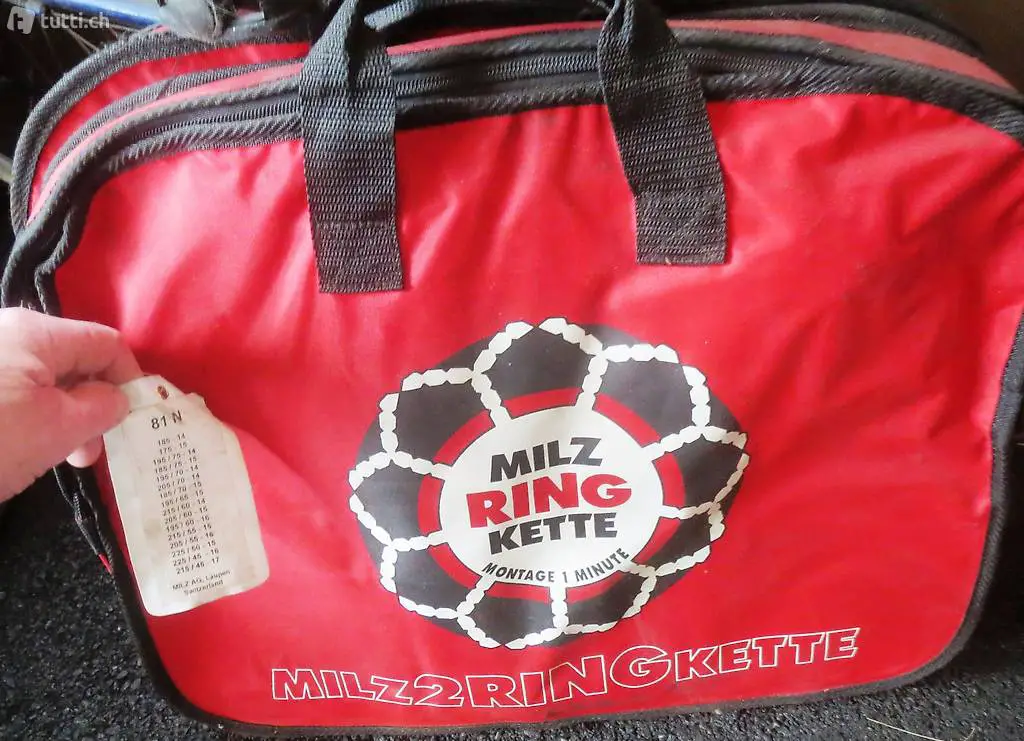 tutti.ch
81 N
185 - 14
175 - 15
195 / 75 - 14
185 / 75 - 15
195 / 70 - 14
205 / 70 - 14
185 / 70 - 15
195 / 65 - 15
215 / 60 - 14
205 / 60 - 15
195 / 60 - 16
215 / 55 - 15
205 / 55 - 16
225 / 50 - 15
225 / 45 - 16
215 / 45 - 17
MILZ AG, Laupen
Switzerland
MILZ
RING
KETTE
MONTAGE 1 MINUTE
MILZ2RINGKETTE